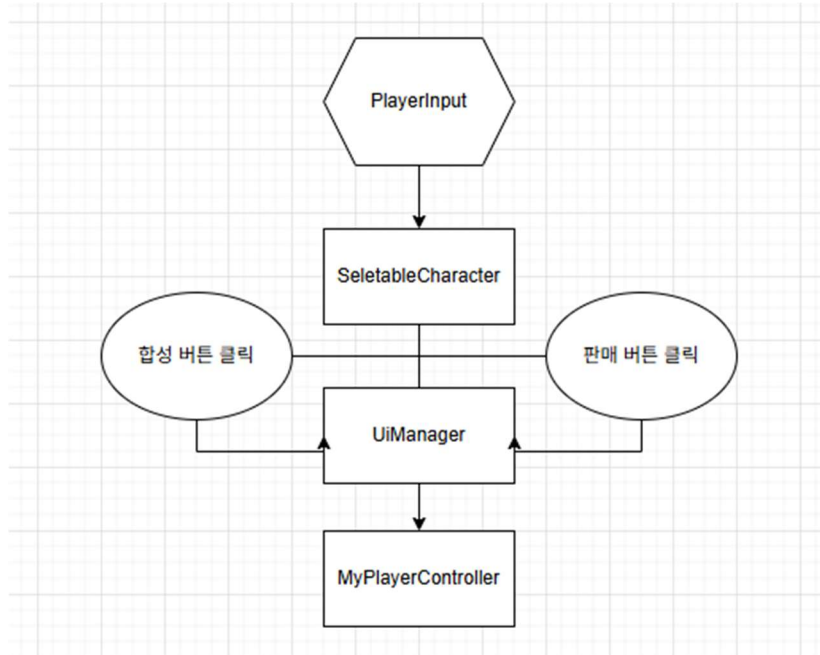 PlayerInput
SeletableCharacter
합성 버튼 클릭
판매 버튼 클릭
UiManager
MyPlayerController